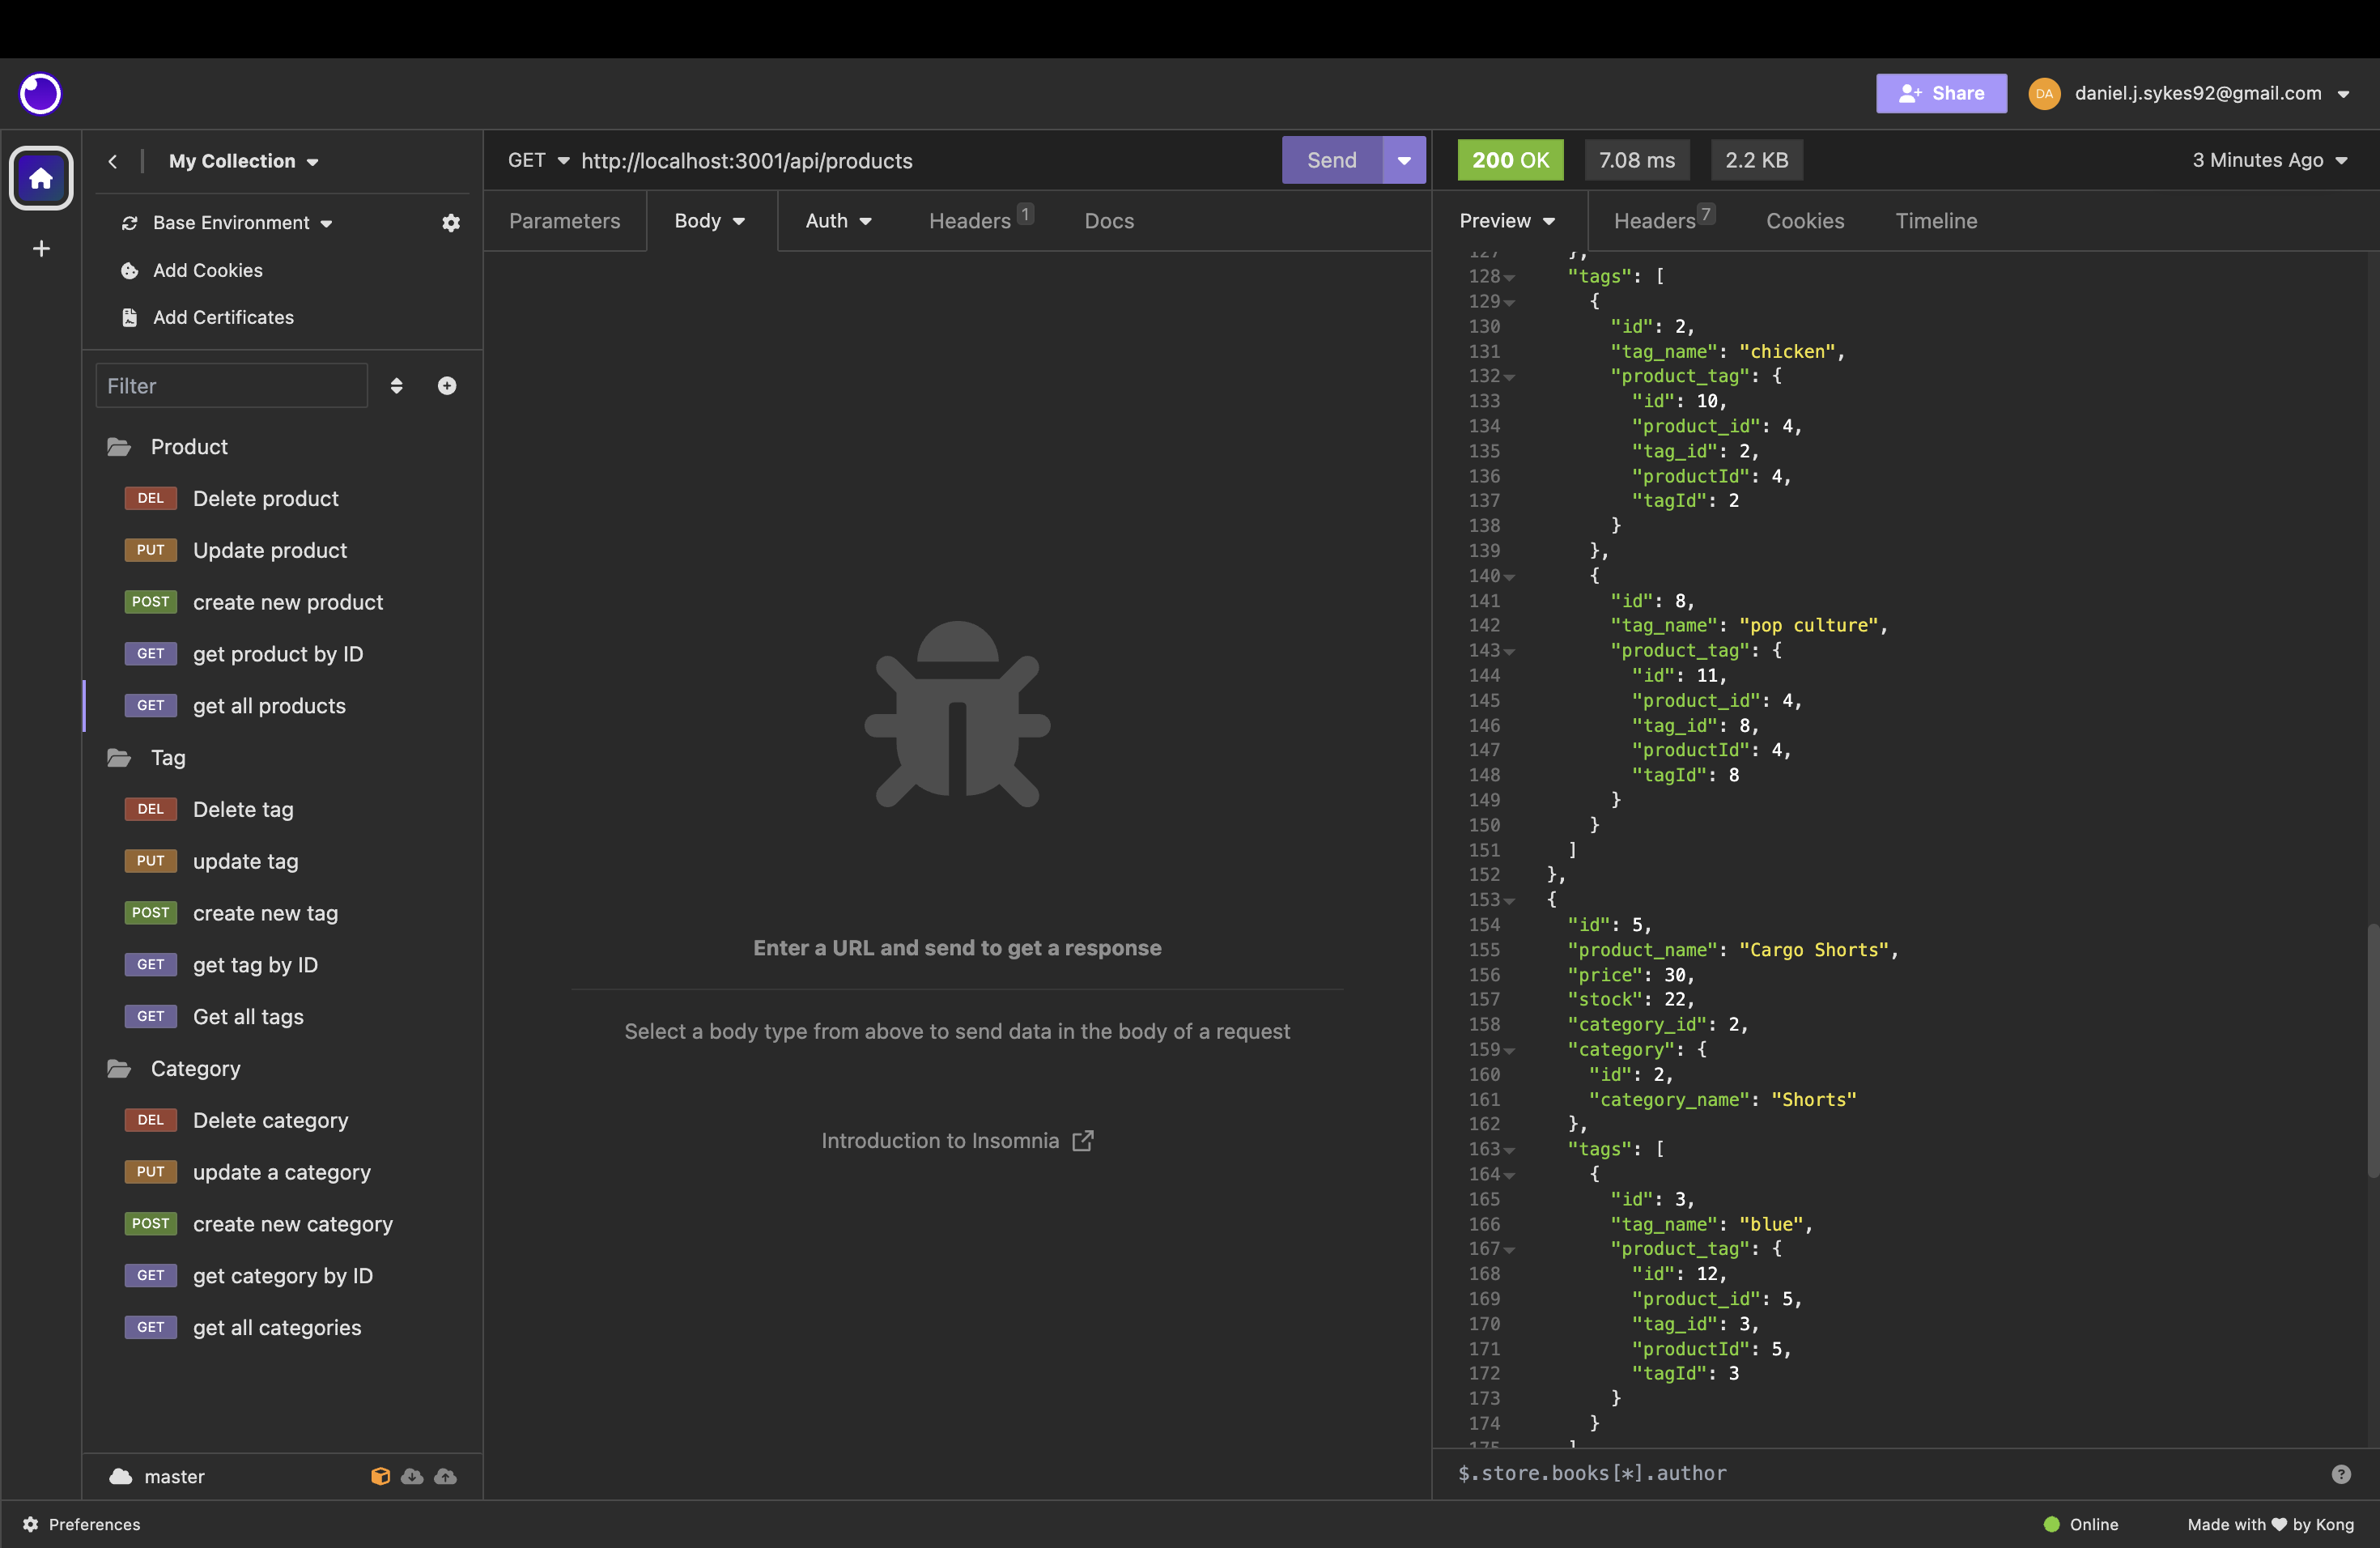 Share
DA
daniel.j.sykes92@gmail.com
My Collection
Base Environment
Add Cookies
Add Certificates
Filter
Product
DEL Delete product
PUT Update product
POST create new product
GET get product by ID
GET get all products
Tag
DEL Delete tag
PUT update tag
POST create new tag
GET get tag by ID
GET Get all tags
Category
DEL Delete category
PUT update a category
POST create new category
GET get category by ID
GET get all categories
master
GET http://localhost:3001/api/products
Send
Parameters Body Auth Headers 1 Docs
Enter a URL and send to get a response
Select a body type from above to send data in the body of a request
Introduction to Insomnia
200 OK 7.08 ms 2.2 KB 3 Minutes Ago
Preview Headers 7 Cookies Timeline
127 },
128 "tags": [
129 {
130 "id": 2,
131 "tag_name": "chicken",
132 "product_tag": {
133 "id": 10,
134 "product_id": 4,
135 "tag_id": 2,
136 "productId": 4,
137 "tagId": 2
138 }
139 },
140 {
141 "id": 8,
142 "tag_name": "pop culture",
143 "product_tag": {
144 "id": 11,
145 "product_id": 4,
146 "tag_id": 8,
147 "productId": 4,
148 "tagId": 8
149 }
150 }
151 ]
152 },
153 {
154 "id": 5,
155 "product_name": "Cargo Shorts",
156 "price": 30,
157 "stock": 22,
158 "category_id": 2,
159 "category": {
160 "id": 2,
161 "category_name": "Shorts"
162 },
163 "tags": [
164 {
165 "id": 3,
166 "tag_name": "blue",
167 "product_tag": {
168 "id": 12,
169 "product_id": 5,
170 "tag_id": 3,
171 "productId": 5,
172 "tagId": 3
173 }
174 }
175 ]
$.store.books[*].author
Preferences
Online
Made with ♥ by Kong